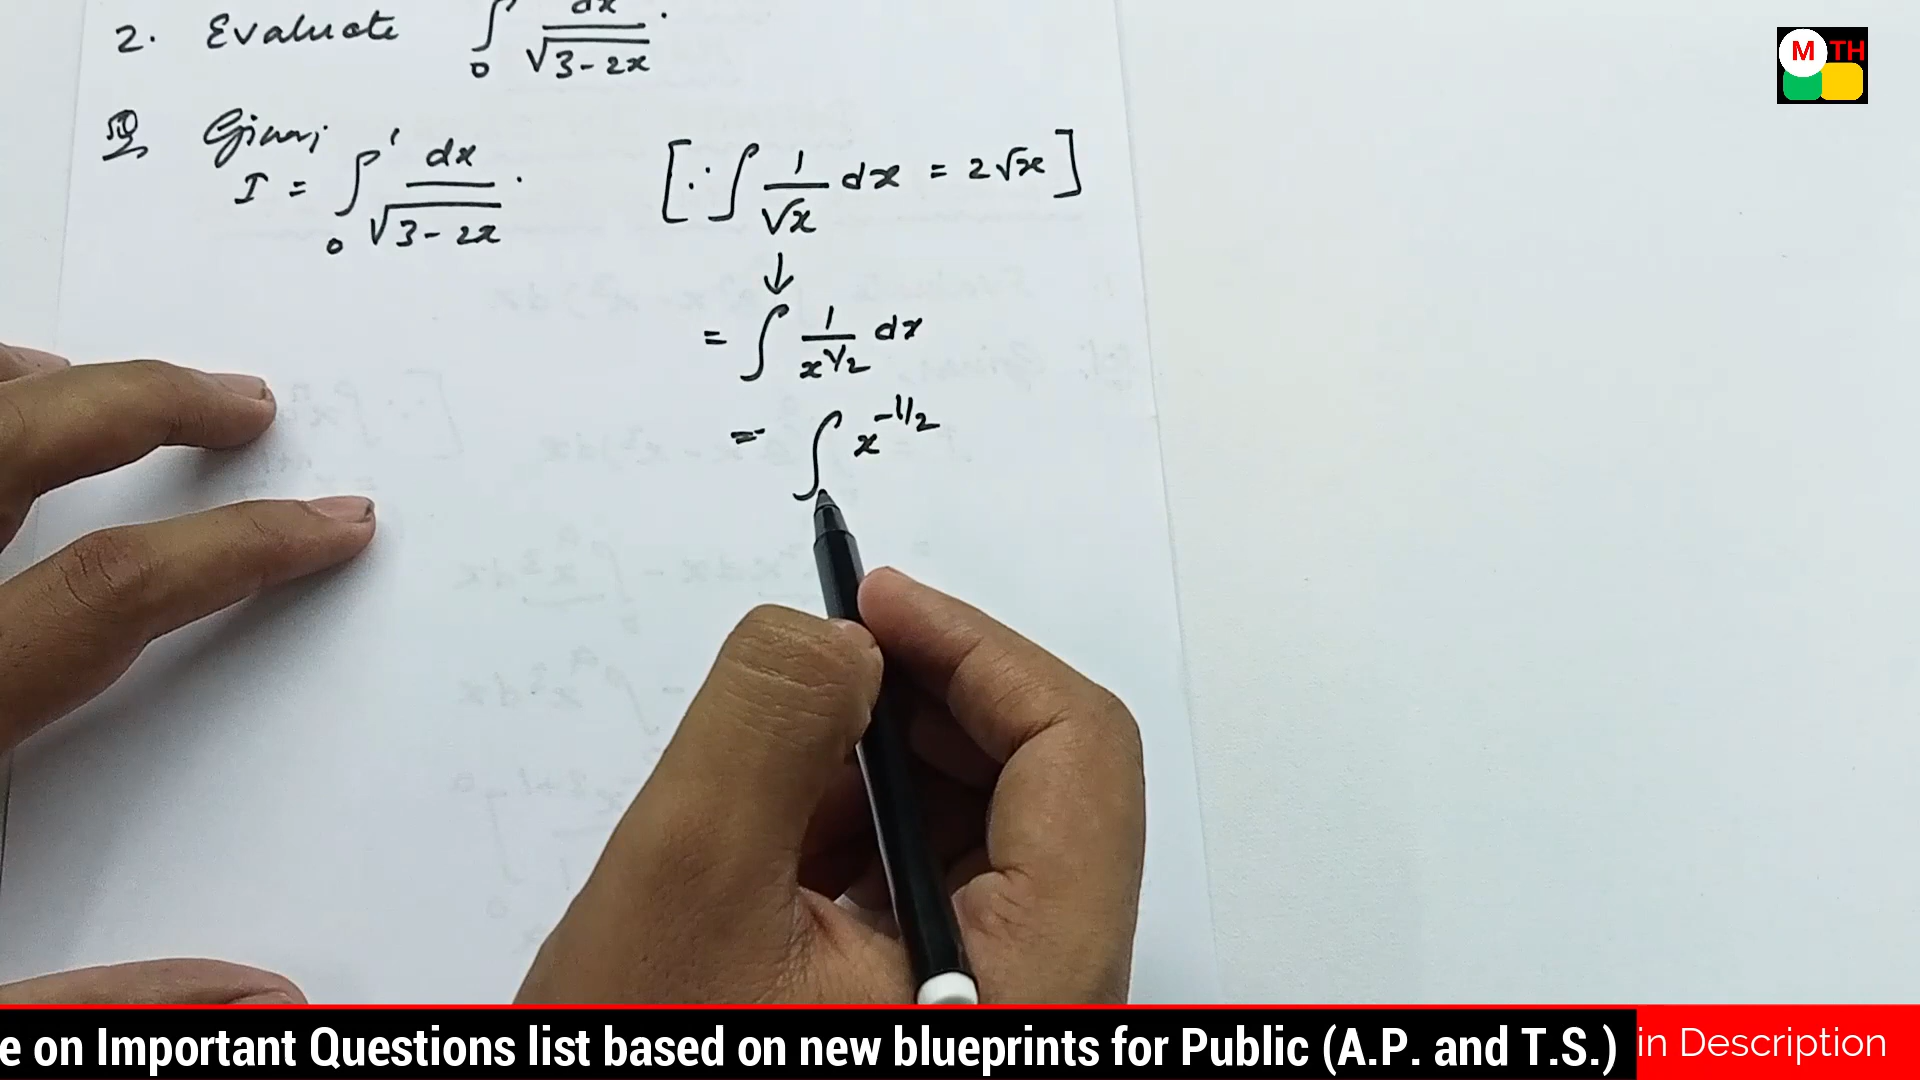 2. Evaluate ∫₀¹ dx/√(3-2x).
Sol Given;
I = ∫₀¹ dx/√(3-2x). [∵ ∫ 1/√x dx = 2√x]
↓
= ∫ 1/x^(1/2) dx
= ∫ x^(-1/2)
M TH
e on Important Questions list based on new blueprints for Public (A.P. and T.S.) in Description